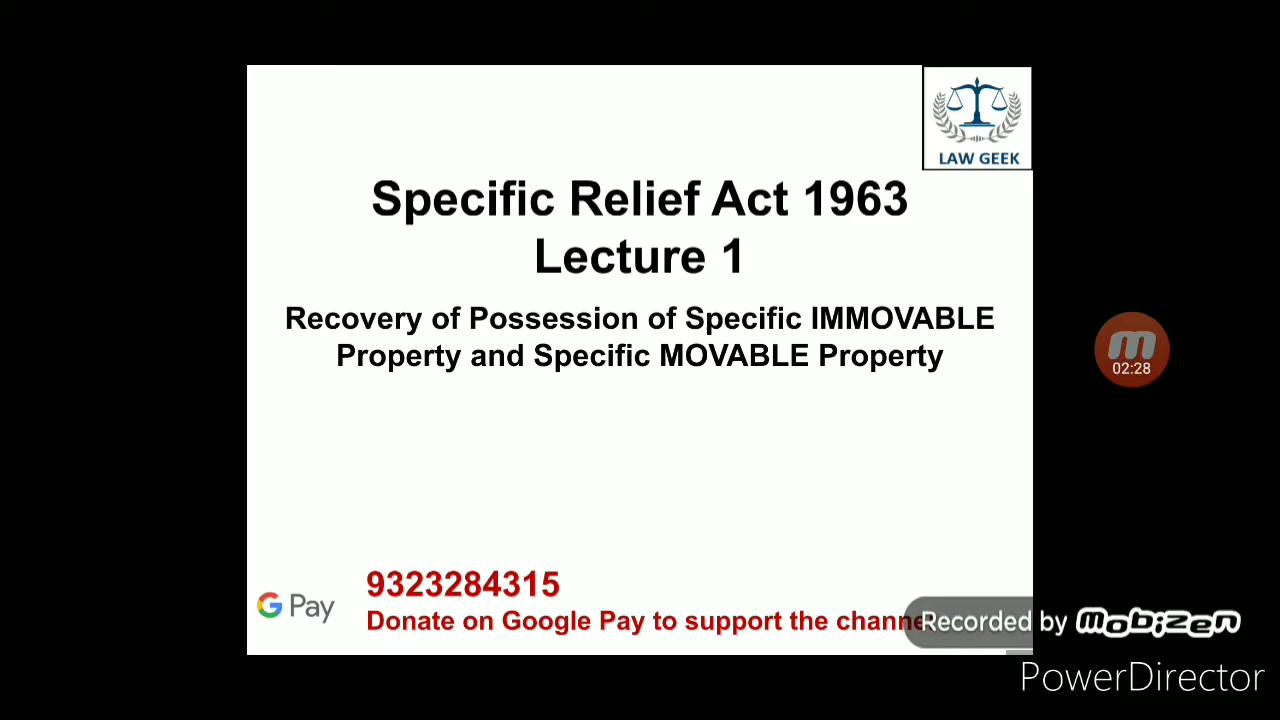 LAW GEEK
Specific Relief Act 1963
Lecture 1
Recovery of Possession of Specific IMMOVABLE
Property and Specific MOVABLE Property
02:28
9323284315
G Pay
Donate on Google Pay to support the channe
Recorded by mobizen
PowerDirector